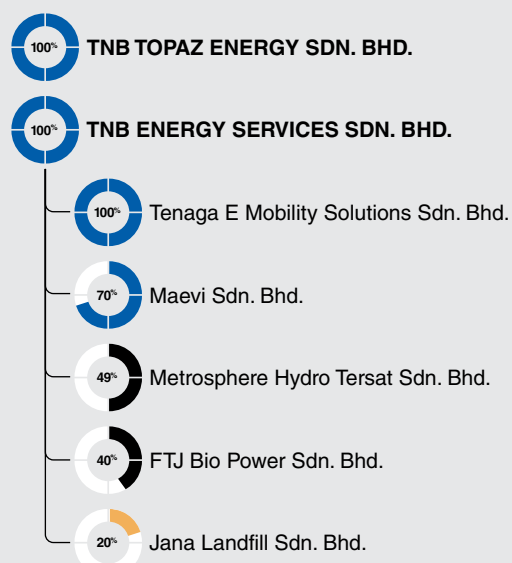 100% TNB TOPAZ ENERGY SDN. BHD.
100% TNB ENERGY SERVICES SDN. BHD.
100% Tenaga E Mobility Solutions Sdn. Bhd.
70% Maevi Sdn. Bhd.
49% Metrosphere Hydro Tersat Sdn. Bhd.
40% FTJ Bio Power Sdn. Bhd.
20% Jana Landfill Sdn. Bhd.